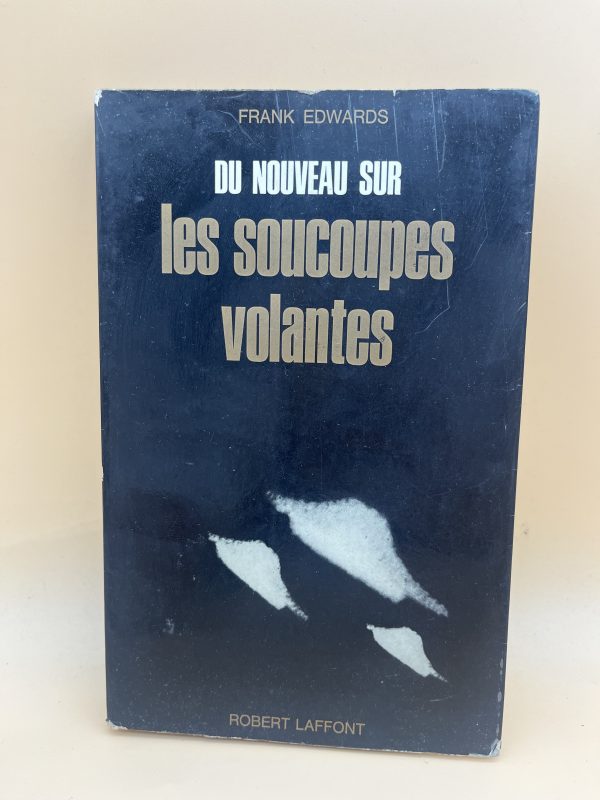 FRANK EDWARDS
DU NOUVEAU SUR
les soucoupes
volantes
ROBERT LAFFONT